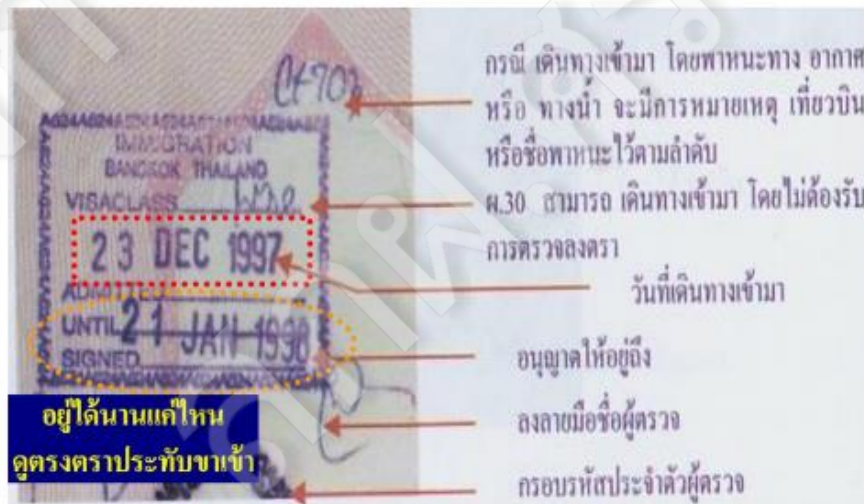 กรณี เดินทางเข้ามา โดยพาหนะทาง อากาศ
หรือ ทางน้ำ จะมีการหมายเหตุ เที่ยวบิน
หรือชื่อพาหนะไว้ตามลำดับ
ผ.30 สามารถ เดินทางเข้ามา โดยไม่ต้องรับ
การตรวจลงตรา
วันที่เดินทางเข้ามา
อนุญาตให้อยู่ถึง
ลงลายมือชื่อผู้ตรวจ
กรอบรหัสประจำตัวผู้ตรวจ
IMMIGRATION
BANGKOK THAILAND
VISACLASS
23 DEC 1997
ADMITTED
UNTIL 21 JAN 1998
SIGNED
อยู่ได้นานแค่ไหน
ดูตรงตราประทับขาเข้า